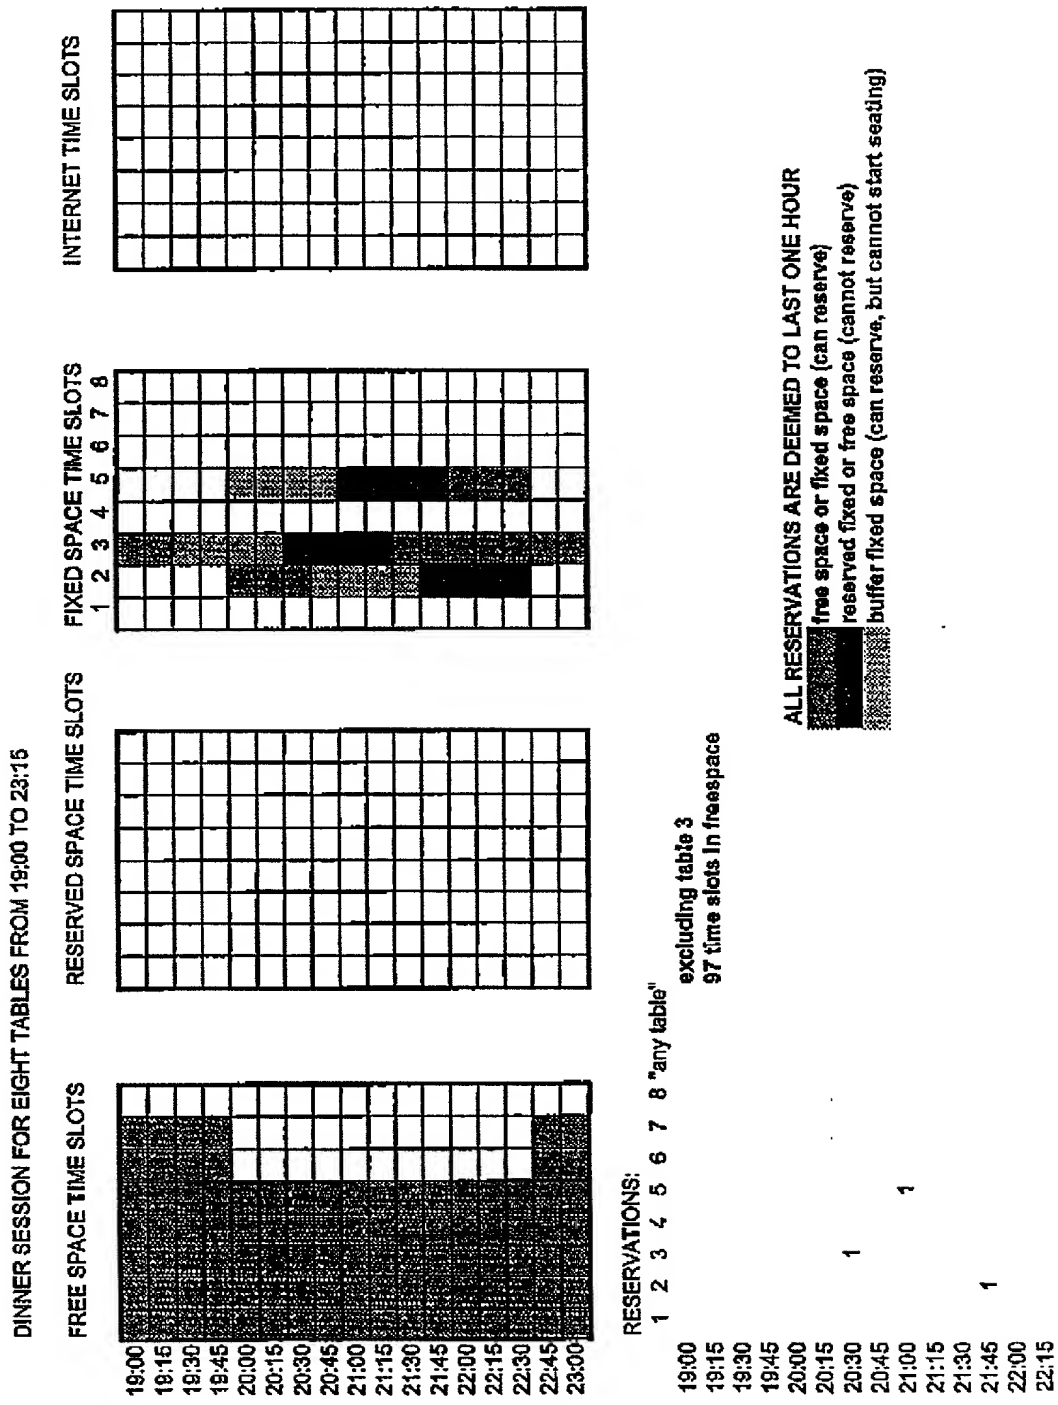 DINNER SESSION FOR EIGHT TABLES FROM 19:00 TO 23:15
FREE SPACE TIME SLOTS
RESERVED SPACE TIME SLOTS
FIXED SPACE TIME SLOTS
INTERNET TIME SLOTS
1 2 3 4 5 6 7 8
19:00
19:15
19:30
19:45
20:00
20:15
20:30
20:45
21:00
21:15
21:30
21:45
22:00
22:15
22:30
22:45
23:00
RESERVATIONS:
1 2 3 4 5 6 7 8 "any table"
excluding table 3
97 time slots in freespace
19:00
19:15
19:30
19:45
20:00
20:15
20:30 1
20:45
21:00 1
21:15
21:30
21:45 1
22:00
22:15
ALL RESERVATIONS ARE DEEMED TO LAST ONE HOUR
free space or fixed space (can reserve)
reserved fixed or free space (cannot reserve)
buffer fixed space (can reserve, but cannot start seating)